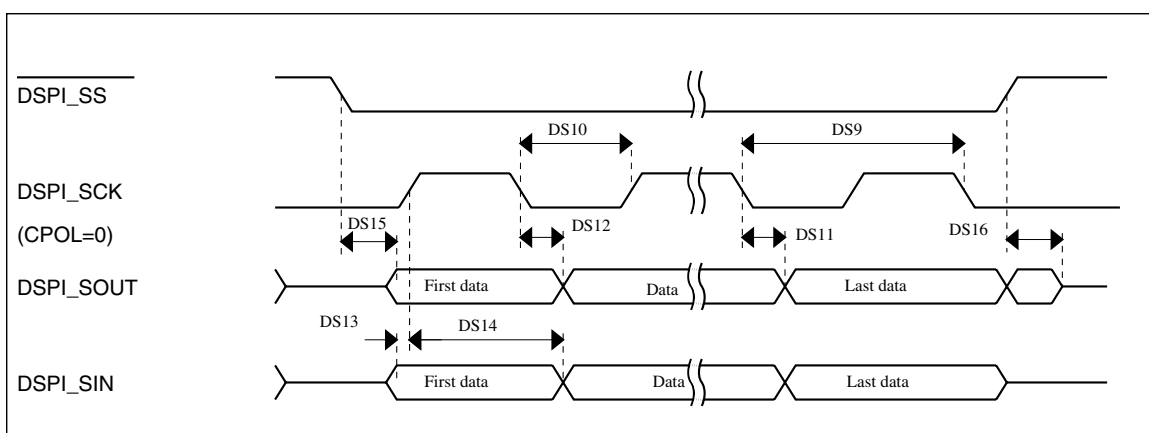 DSPI_SS
DS10
DS9
DSPI_SCK
(CPOL=0)
DS15
DS12
DS11
DS16
DSPI_SOUT
First data
Data
Last data
DS13
DS14
DSPI_SIN
First data
Data
Last data